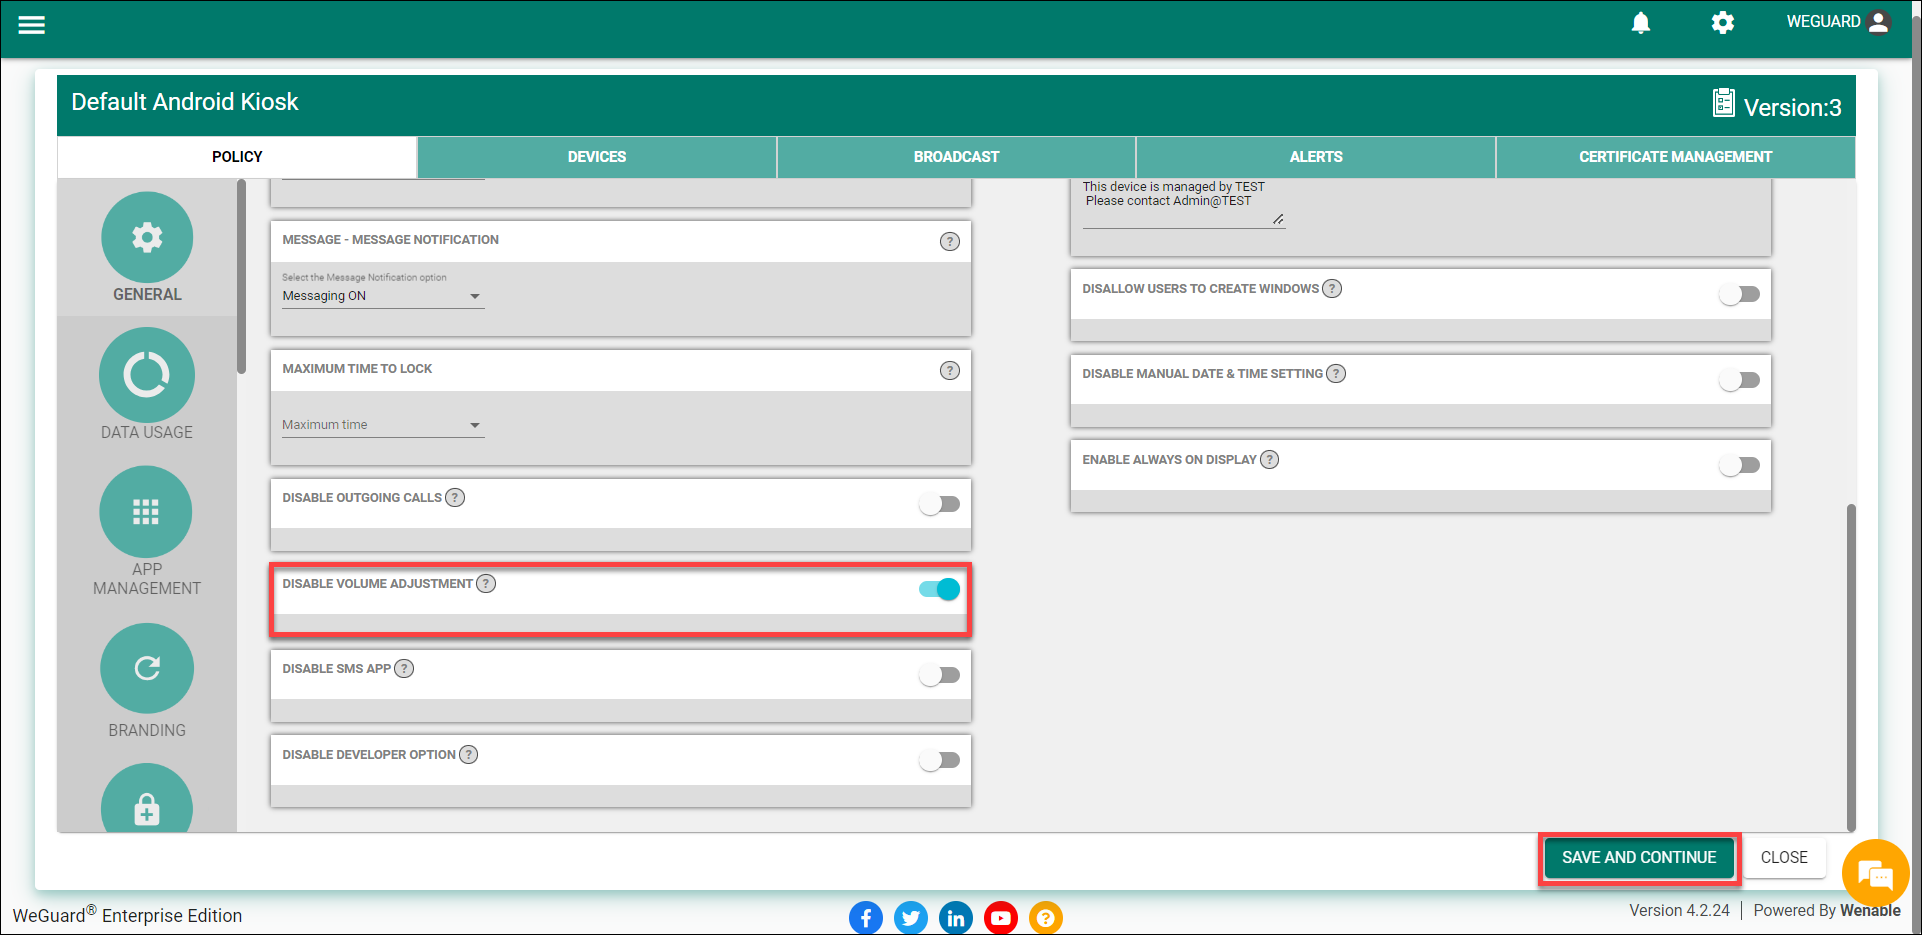 WEGUARD
Default Android Kiosk
Version:3
POLICY
DEVICES
BROADCAST
ALERTS
CERTIFICATE MANAGEMENT
GENERAL
DATA USAGE
APP
MANAGEMENT
BRANDING
MESSAGE - MESSAGE NOTIFICATION
?
Select the Message Notification option
Messaging ON
MAXIMUM TIME TO LOCK
?
Maximum time
DISABLE OUTGOING CALLS ?
DISABLE VOLUME ADJUSTMENT ?
DISABLE SMS APP ?
DISABLE DEVELOPER OPTION ?
This device is managed by TEST
Please contact Admin@TEST
DISALLOW USERS TO CREATE WINDOWS ?
DISABLE MANUAL DATE & TIME SETTING ?
ENABLE ALWAYS ON DISPLAY ?
SAVE AND CONTINUE
CLOSE
WeGuard® Enterprise Edition
f
in
?
Version 4.2.24 | Powered By Wenable